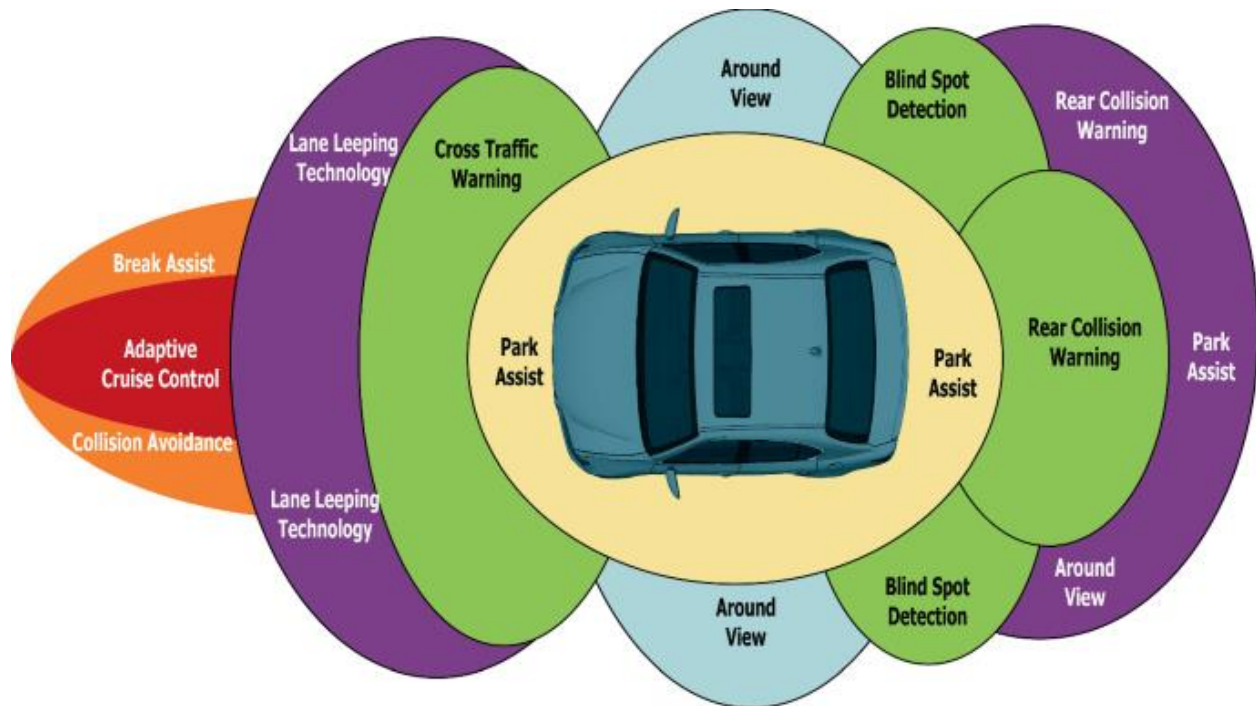 Lane Leeping
Technology
Break Assist
Adaptive
Cruise Control
Collision Avoidance
Lane Leeping
Technology
Cross Traffic
Warning
Park
Assist
Around
View
Around
View
Park
Assist
Blind Spot
Detection
Blind Spot
Detection
Rear Collision
Warning
Rear Collision
Warning
Park
Assist
Around
View